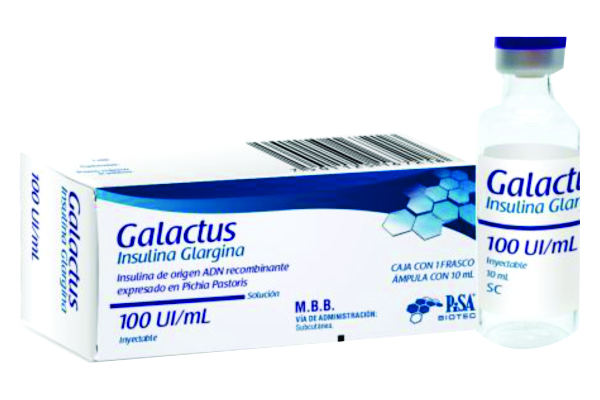 Galactus
Insulina Glargina
100 UI/mL
Galactus
Insulina Glargina
Insulina de origen ADN recombinante
expresado en Pichia Pastoris
Solución
100 UI/mL
Inyectable
CAJA CON 1 FRASCO
ÁMPULA CON 10 mL
M.B.B.
VÍA DE ADMINISTRACIÓN:
Subcutánea.
PiSA
BIOTEC
Galactu
Insulina Glargin
100 UI/mL
Inyectable
10 mL
SC